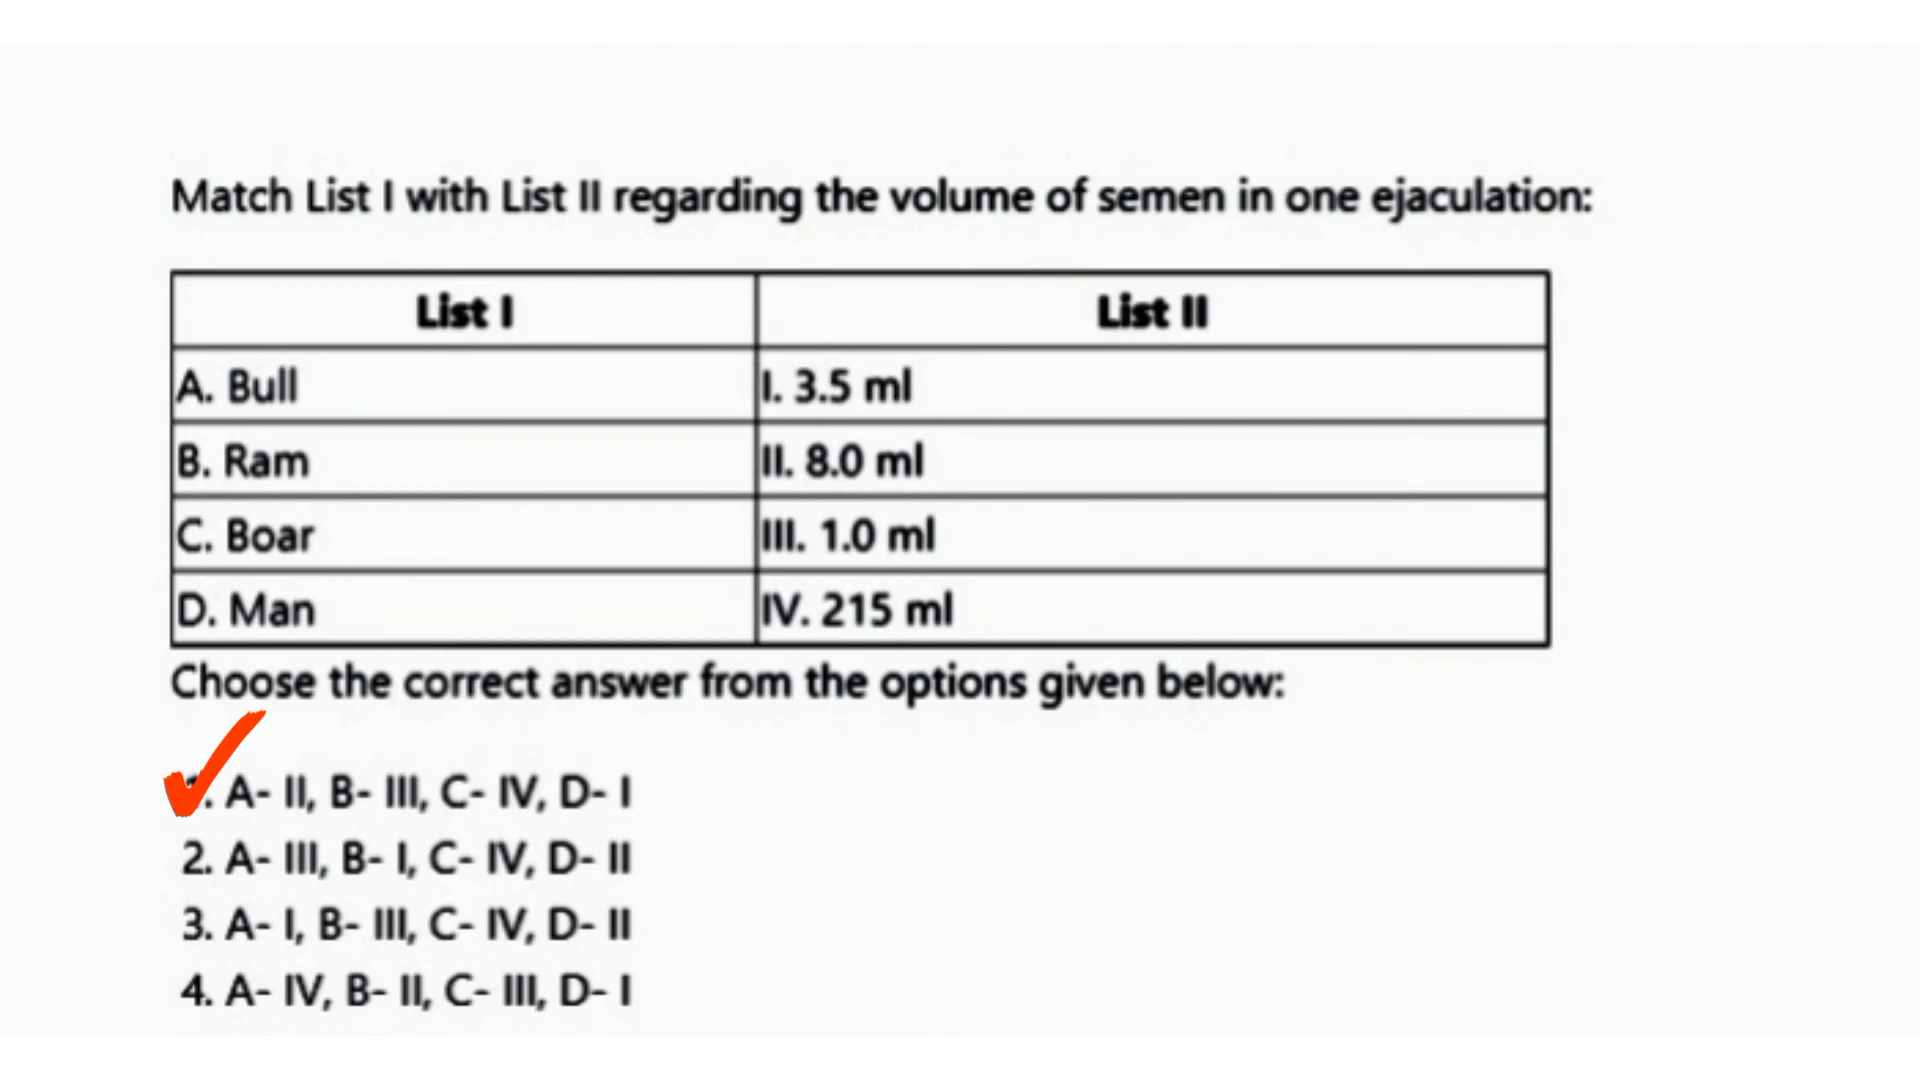 Match List I with List II regarding the volume of semen in one ejaculation:
List I List II
A. Bull I. 3.5 ml
B. Ram II. 8.0 ml
C. Boar III. 1.0 ml
D. Man IV. 215 ml
Choose the correct answer from the options given below:
1. A- II, B- III, C- IV, D- I
2. A- III, B- I, C- IV, D- II
3. A- I, B- III, C- IV, D- II
4. A- IV, B- II, C- III, D- I